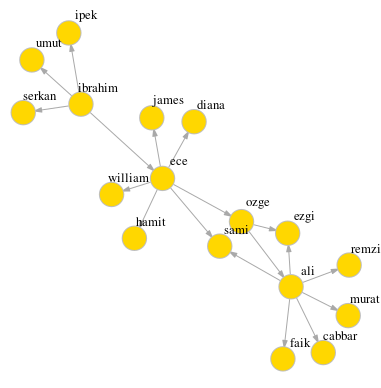 ipek
umut
ibrahim
serkan
james
diana
ece
william
hamit
ozge
sami
ezgi
remzi
ali
murat
cabbar
faik